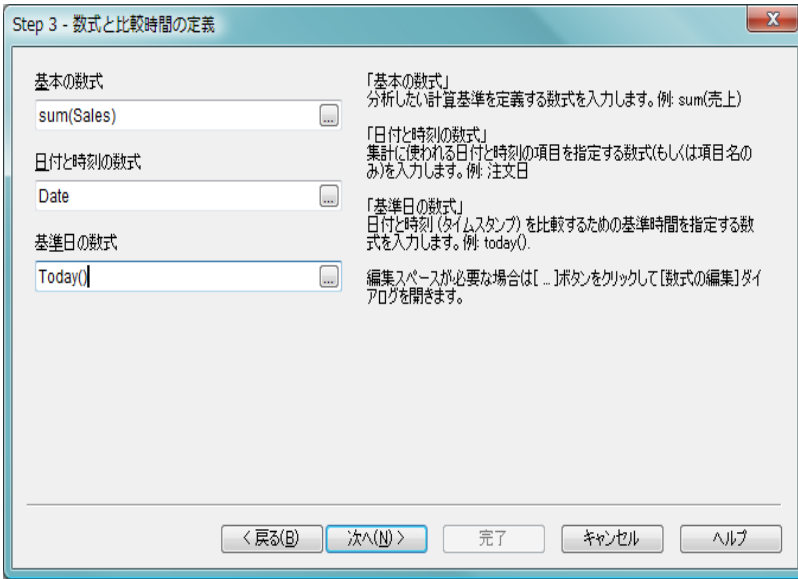 Step 3 - 数式と比較時間の定義
基本の数式
sum(Sales)
...
日付と時刻の数式
Date
...
基準日の数式
Today()
...
「基本の数式」
分析したい計算基準を定義する数式を入力します。例: sum(売上)
「日付と時刻の数式」
集計に使われる日付と時刻の項目を指定する数式(もしくは項目名の
み)を入力します。例: 注文日
「基準日の数式」
日付と時刻 (タイムスタンプ) を比較するための基準時間を指定する数
式を入力します。例: today().
編集スペースが必要な場合は[ ... ]ボタンをクリックして[数式の編集]ダイ
アログを開きます。
< 戻る(B)
次へ(N) >
完了
キャンセル
ヘルプ